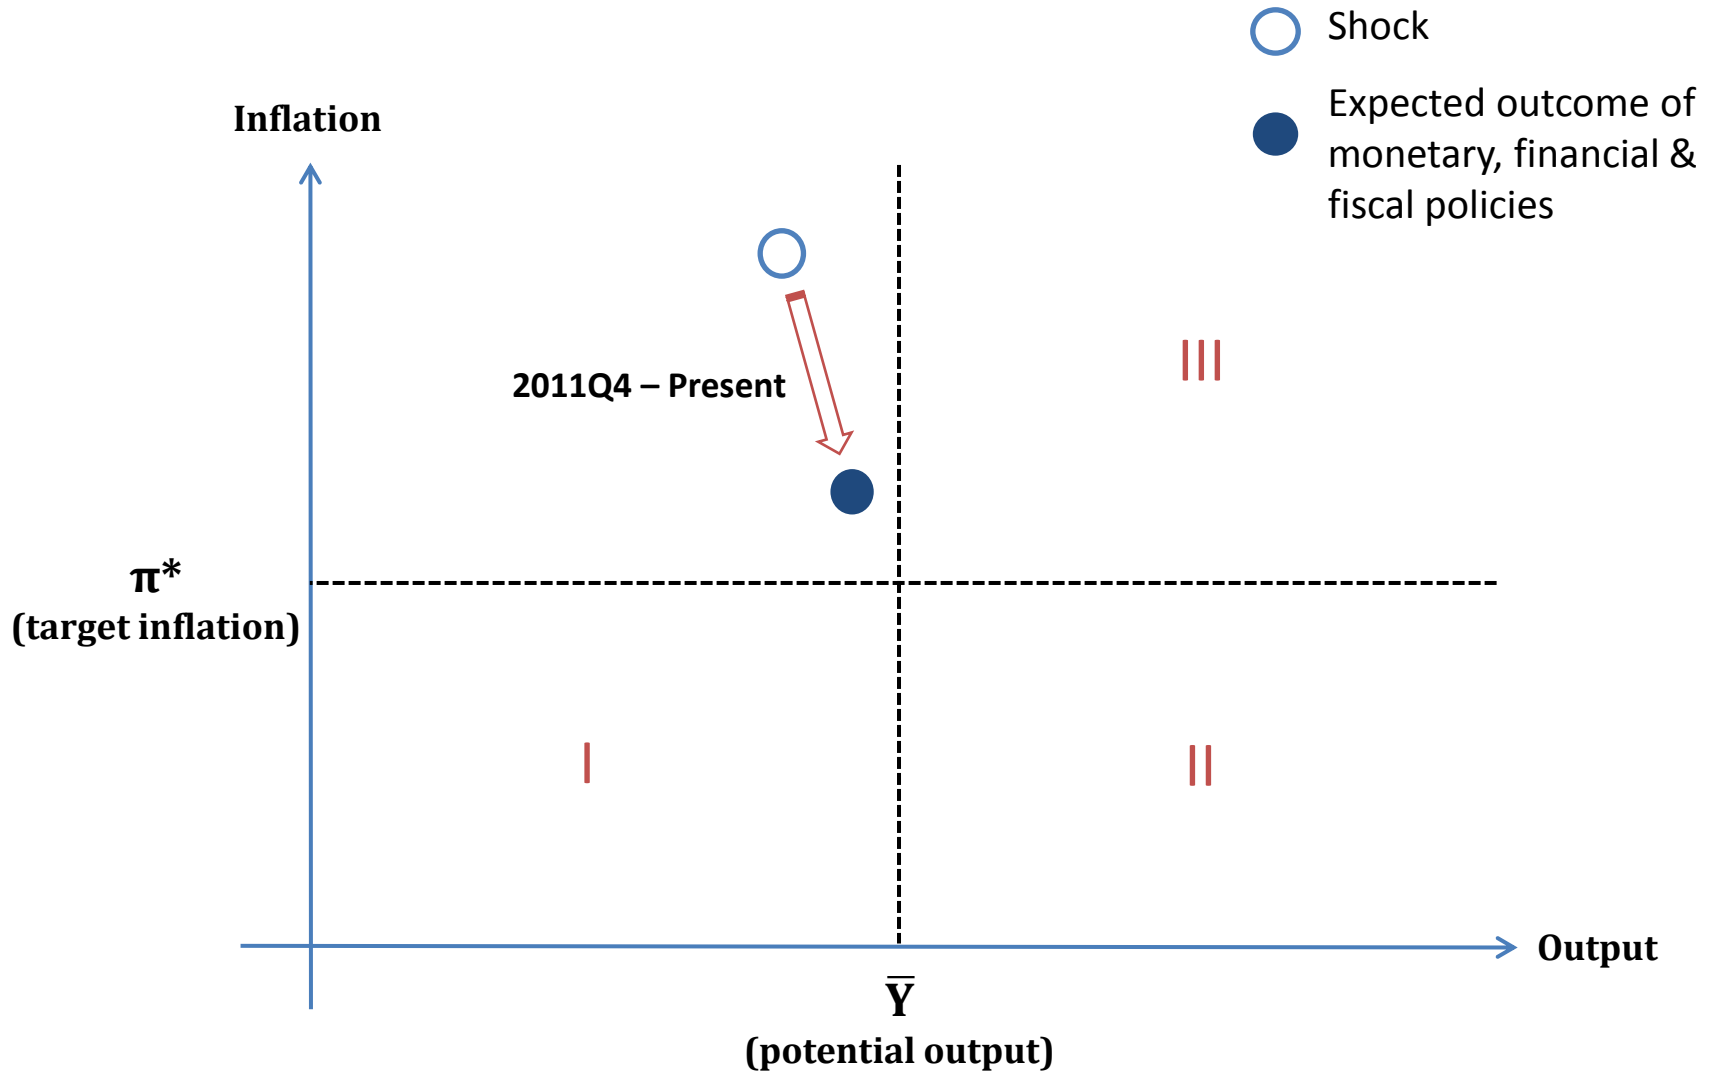 Shock
Expected outcome of
monetary, financial &
fiscal policies
Inflation
III
2011Q4 – Present
π*
(target inflation)
I
II
Output
Y̅
(potential output)